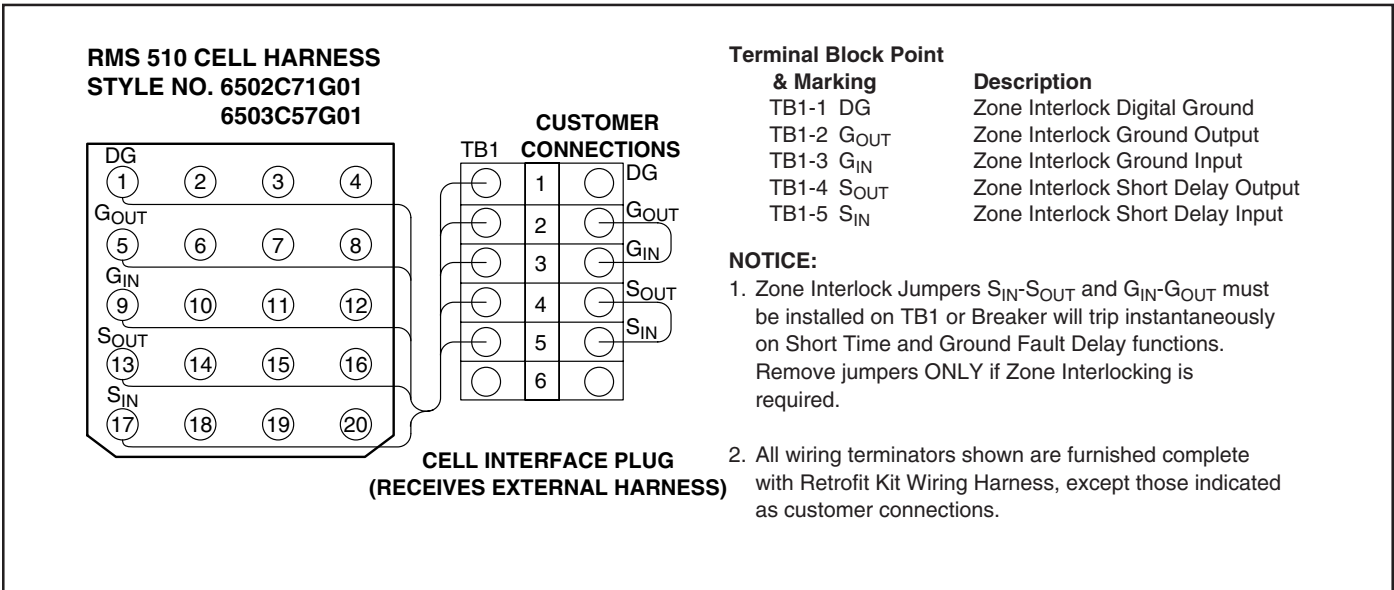 RMS 510 CELL HARNESS
STYLE NO. 6502C71G01
6503C57G01
DG
1 2 3 4
GOUT
5 6 7 8
GIN
9 10 11 12
SOUT
13 14 15 16
SIN
17 18 19 20
CUSTOMER
TB1 CONNECTIONS
1 DG
GOUT
2
GIN
3
SOUT
4
SIN
5
6
CELL INTERFACE PLUG
(RECEIVES EXTERNAL HARNESS)
Terminal Block Point
& Marking Description
TB1-1 DG Zone Interlock Digital Ground
TB1-2 GOUT Zone Interlock Ground Output
TB1-3 GIN Zone Interlock Ground Input
TB1-4 SOUT Zone Interlock Short Delay Output
TB1-5 SIN Zone Interlock Short Delay Input
NOTICE:
1. Zone Interlock Jumpers SIN-SOUT and GIN-GOUT must
be installed on TB1 or Breaker will trip instantaneously
on Short Time and Ground Fault Delay functions.
Remove jumpers ONLY if Zone Interlocking is
required.
2. All wiring terminators shown are furnished complete
with Retrofit Kit Wiring Harness, except those indicated
as customer connections.